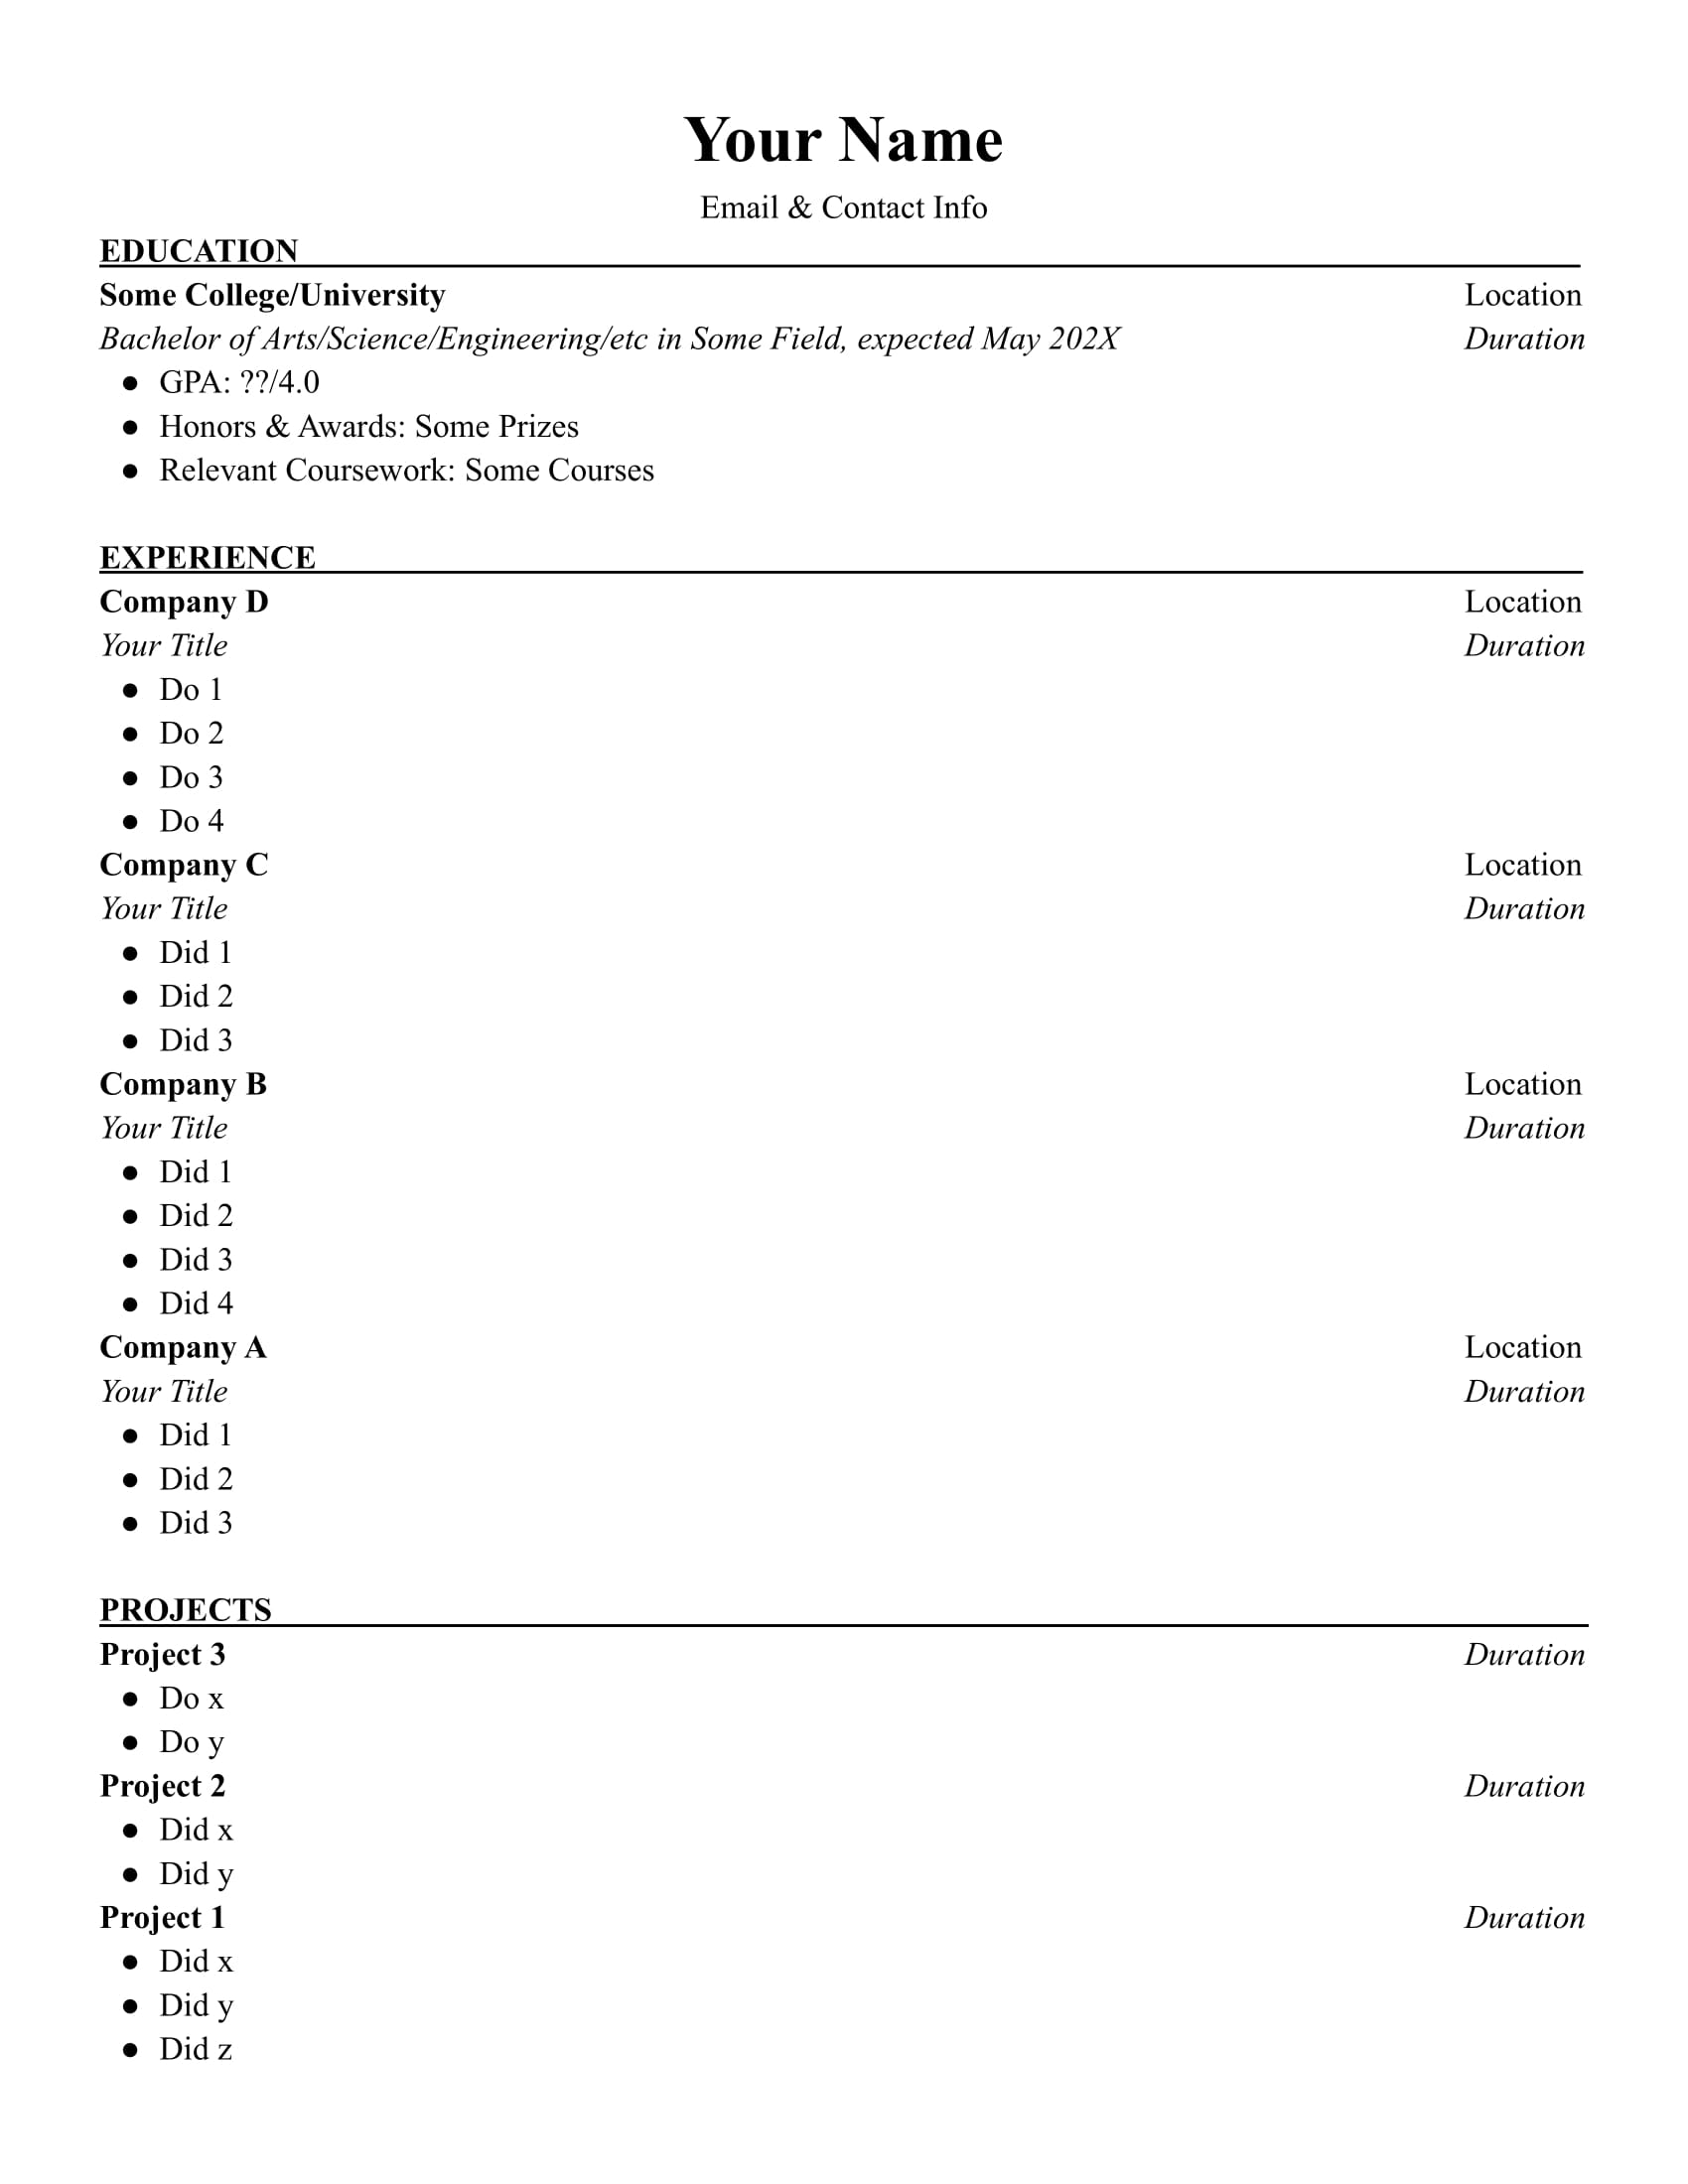 Your Name
Email & Contact Info
EDUCATION
Some College/University Location
Bachelor of Arts/Science/Engineering/etc in Some Field, expected May 202X Duration
● GPA: ??/4.0
● Honors & Awards: Some Prizes
● Relevant Coursework: Some Courses
EXPERIENCE
Company D Location
Your Title Duration
● Do 1
● Do 2
● Do 3
● Do 4
Company C Location
Your Title Duration
● Did 1
● Did 2
● Did 3
Company B Location
Your Title Duration
● Did 1
● Did 2
● Did 3
● Did 4
Company A Location
Your Title Duration
● Did 1
● Did 2
● Did 3
PROJECTS
Project 3 Duration
● Do x
● Do y
Project 2 Duration
● Did x
● Did y
Project 1 Duration
● Did x
● Did y
● Did z